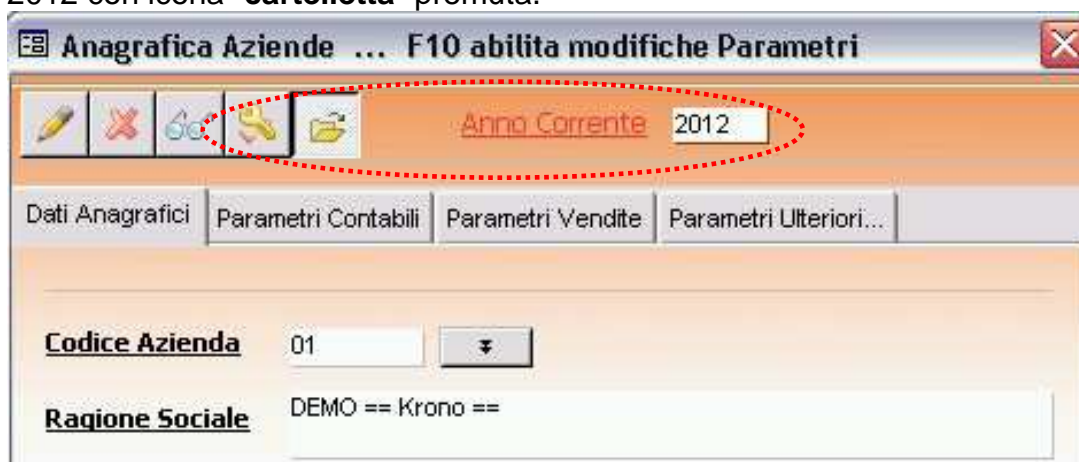 2012 con icona "cartelletta" premuta.
Anagrafica Aziende ... F10 abilita modifiche Parametri
Anno Corrente 2012
Dati Anagrafici Parametri Contabili Parametri Vendite Parametri Ulteriori...
Codice Azienda 01
Ragione Sociale DEMO == Krono ==